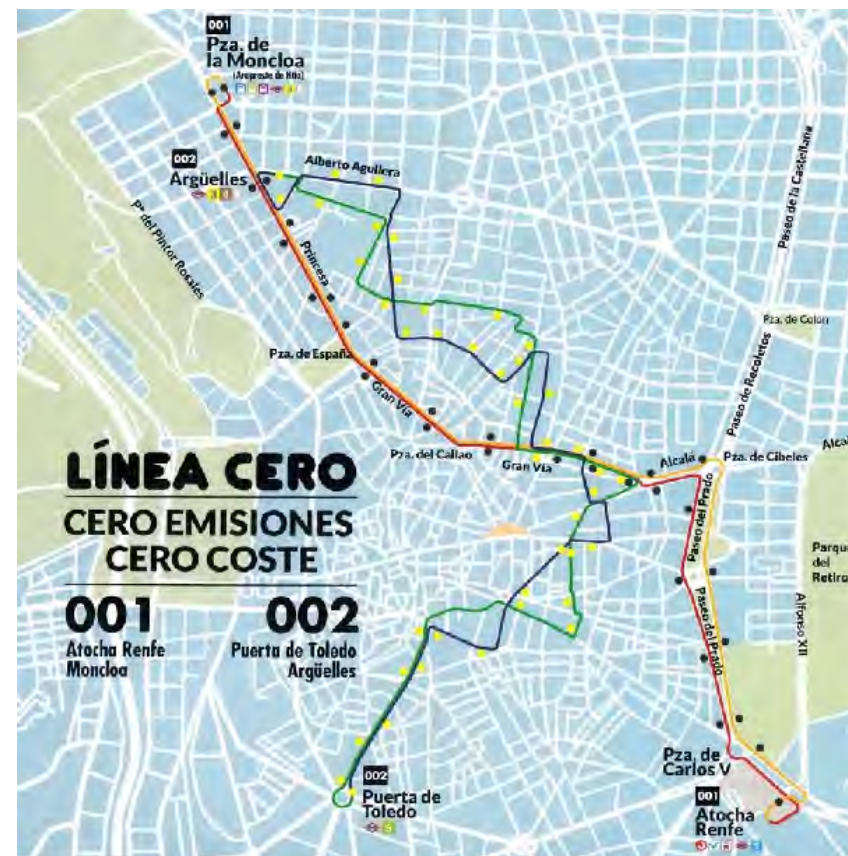 001
Pza. de
la Moncloa
002
Argüelles
Alberto Aguilera
Pº del Pintor Rosales
Princesa
Paseo de la Castellana
Pza. de Colón
Paseo de Recoletos
Pza. de España
Gran Vía
Pza. del Callao
Gran Vía
Alcalá
Pza. de Cibeles
Alcalá
LÍNEA CERO
CERO EMISIONES
CERO COSTE
001
Atocha Renfe
Moncloa
002
Puerta de Toledo
Argüelles
Paseo del Prado
Paseo del Prado
Parque
del
Retiro
Alfonso XII
Pza. de
Carlos V
001
Atocha
Renfe
002
Puerta de
Toledo
5